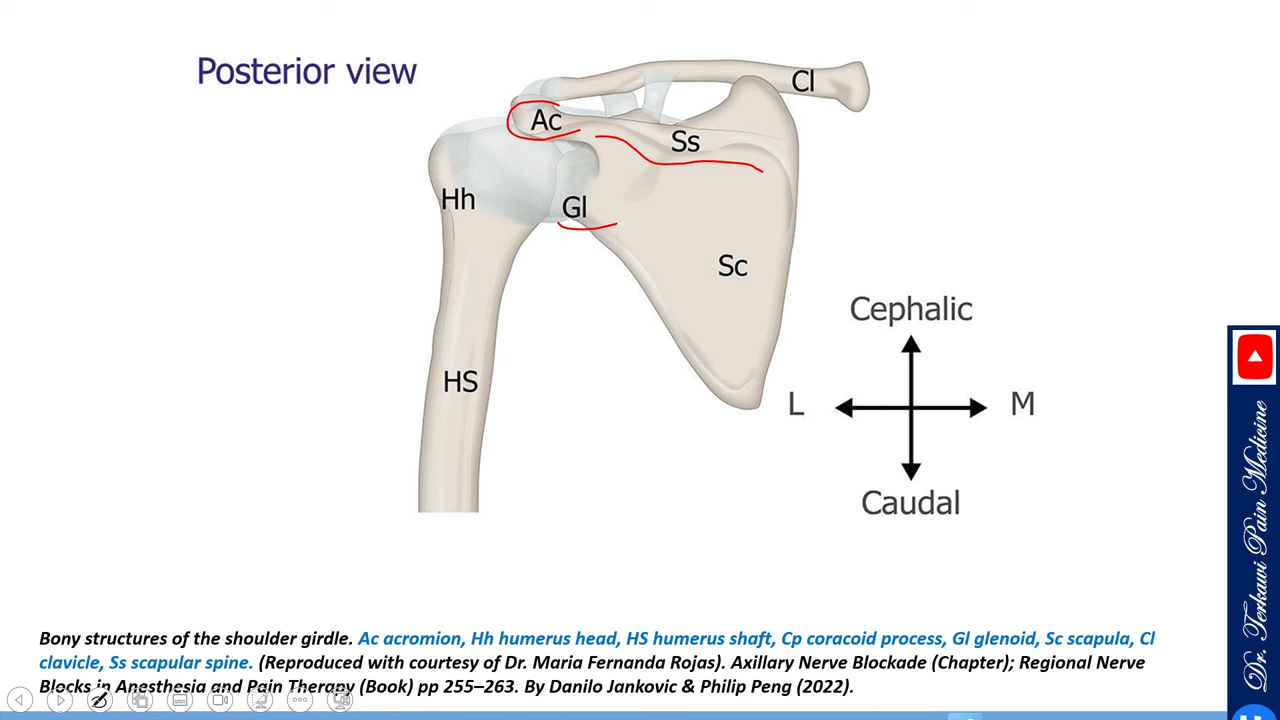 Posterior view
Cl
Ac
Ss
Hh
Gl
Sc
HS
Cephalic
L
M
Caudal
Dr. Terkawi Pain Medicine
Bony structures of the shoulder girdle. Ac acromion, Hh humerus head, HS humerus shaft, Cp coracoid process, Gl glenoid, Sc scapula, Cl
clavicle, Ss scapular spine. (Reproduced with courtesy of Dr. Maria Fernanda Rojas). Axillary Nerve Blockade (Chapter); Regional Nerve
Blocks in Anesthesia and Pain Therapy (Book) pp 255–263. By Danilo Jankovic & Philip Peng (2022).